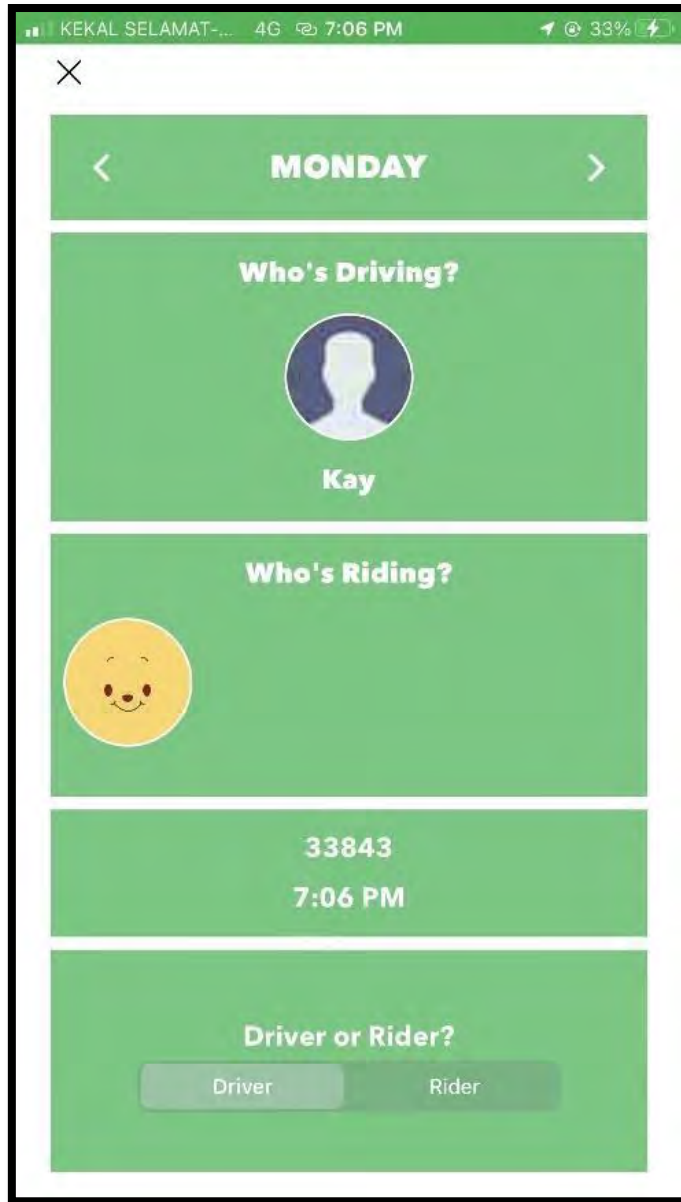 KEKAL SELAMAT-... 4G 7:06 PM 33%
MONDAY
Who's Driving?
Kay
Who's Riding?
33843
7:06 PM
Driver or Rider?
Driver Rider